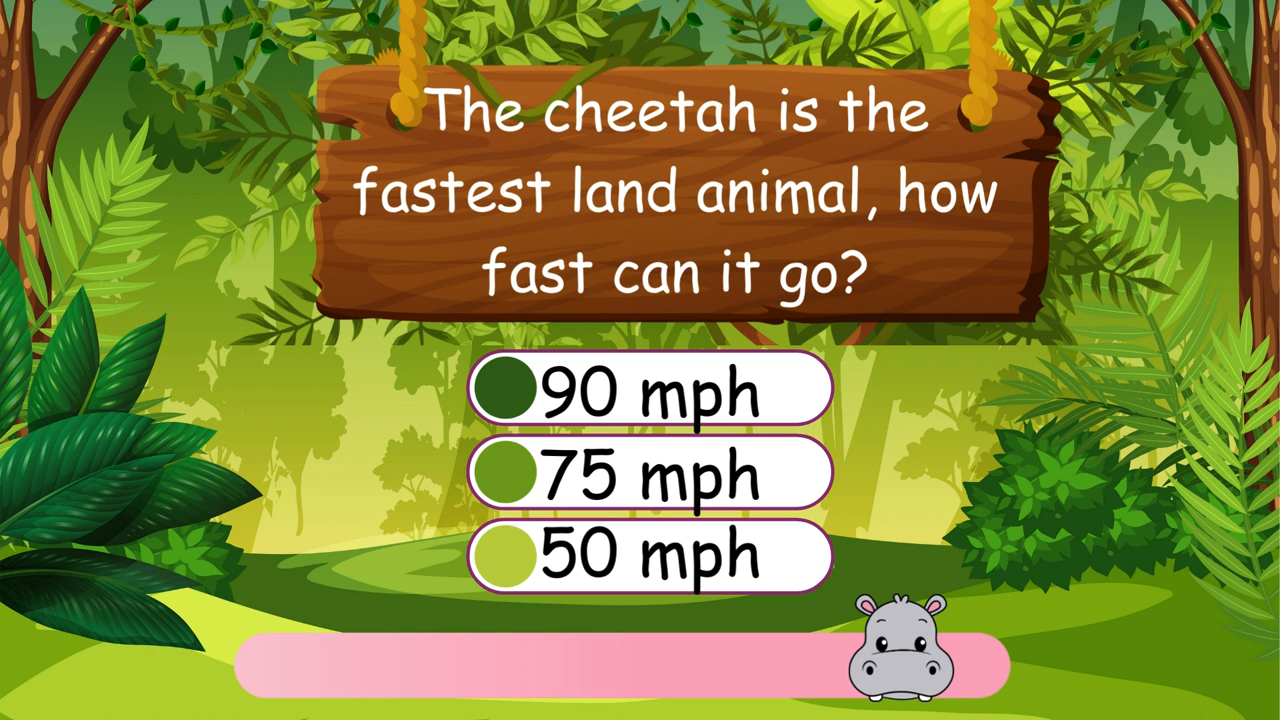 The cheetah is the
fastest land animal, how
fast can it go?
90 mph
75 mph
50 mph